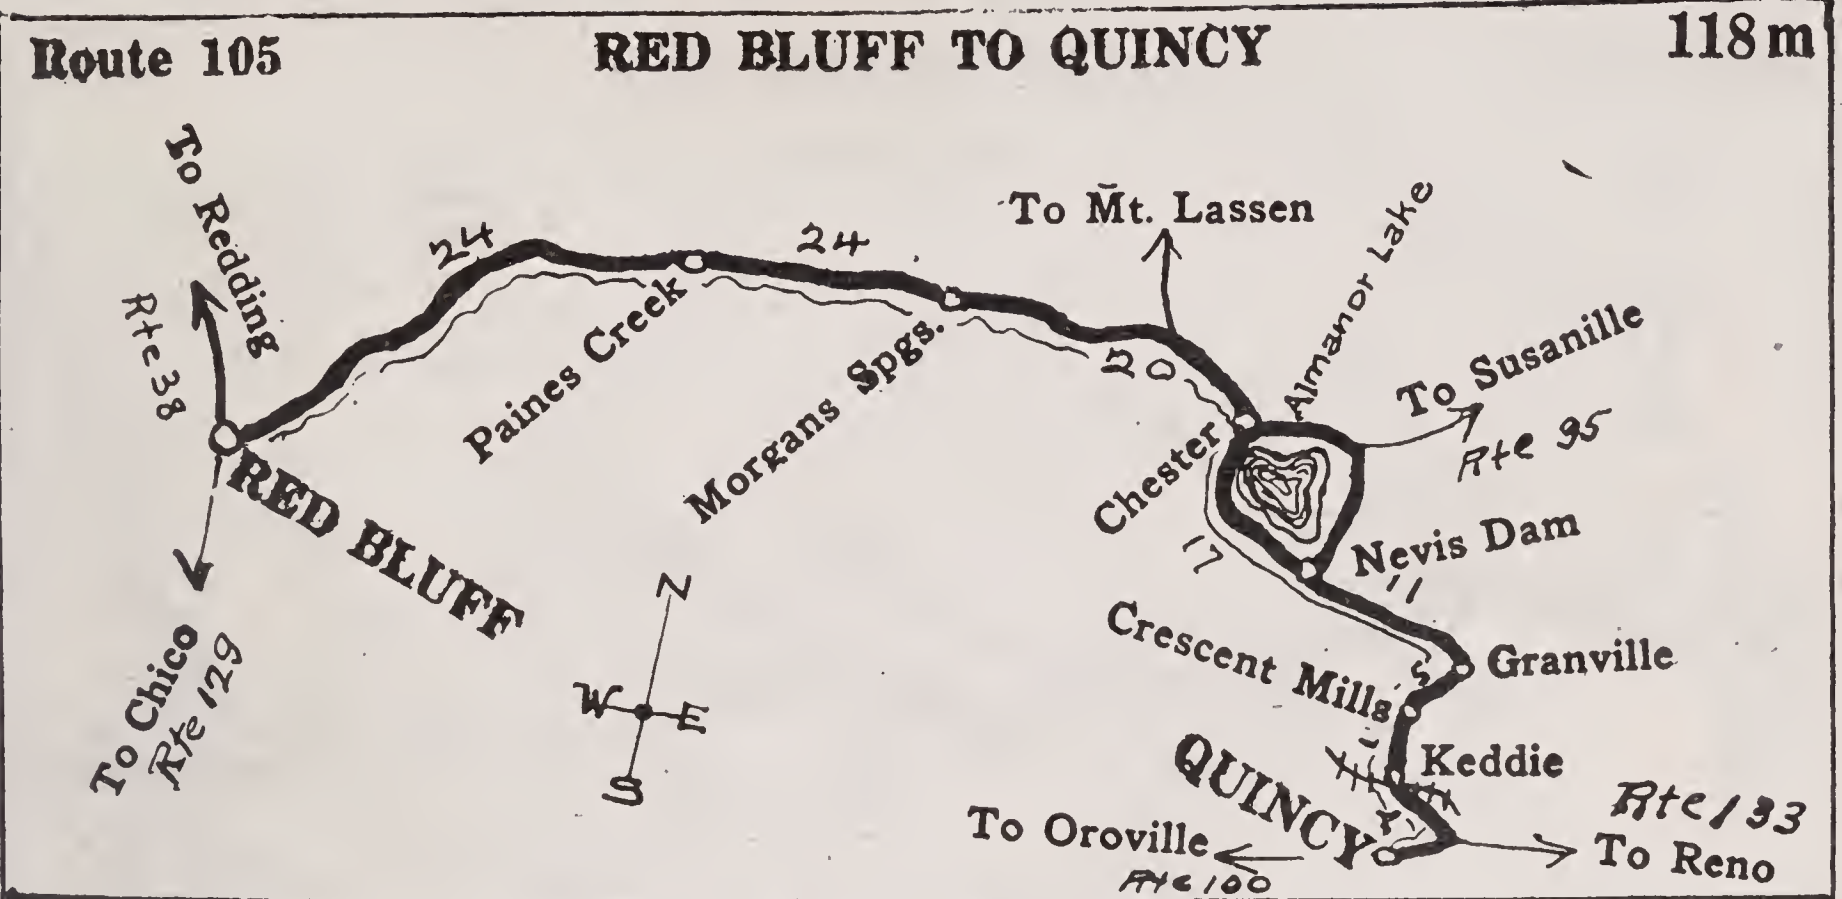 Route 105
RED BLUFF TO QUINCY
118 m
To Redding
Rte 38
24
24
To Mt. Lassen
Almanor Lake
Paines Creek
Morgans Spgs.
20
To Susanille
Rte 95
Chester
RED BLUFF
17
Nevis Dam
11
To Chico
Rte 129
N
W
E
S
Crescent Mills
5
Granville
Keddie
QUINCY
Rte 133
To Oroville
Rte 100
To Reno